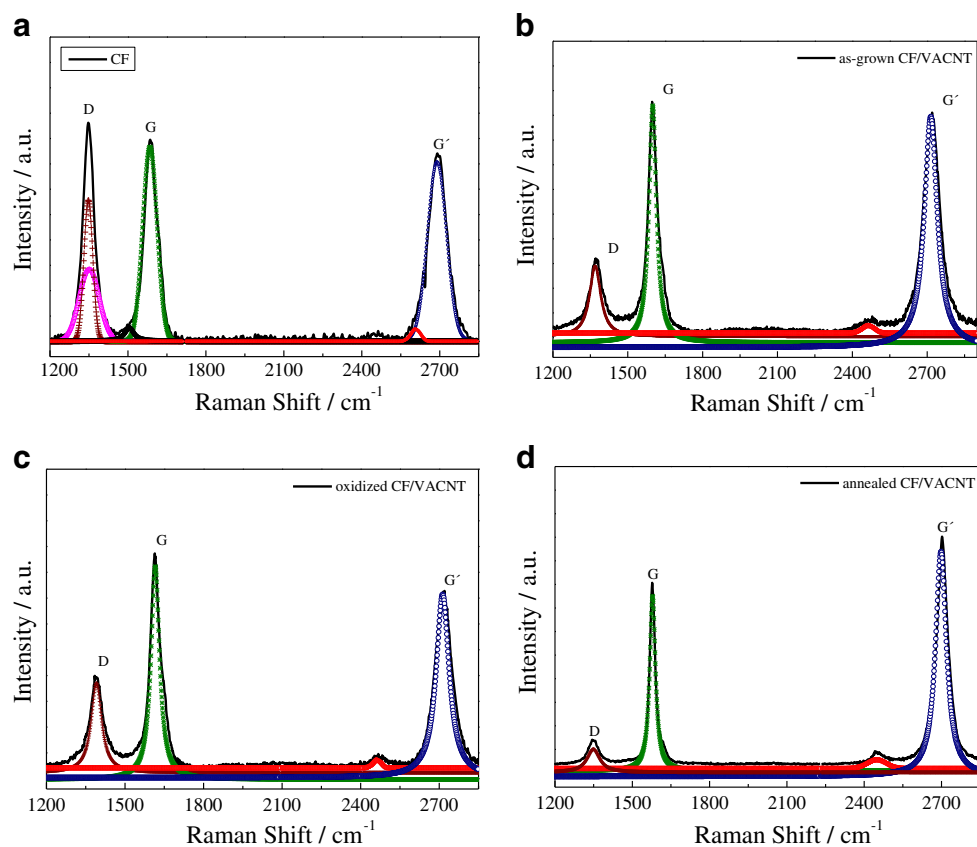 a
CF
D
G
G´
Intensity / a.u.
1200 1500 1800 2100 2400 2700
Raman Shift / cm⁻¹
b
as-grown CF/VACNT
G
G´
D
Intensity / a.u.
1200 1500 1800 2100 2400 2700
Raman Shift / cm⁻¹
c
oxidized CF/VACNT
G
G´
D
Intensity / a.u.
1200 1500 1800 2100 2400 2700
Raman Shift / cm⁻¹
d
annealed CF/VACNT
G´
G
D
Intensity / a.u.
1200 1500 1800 2100 2400 2700
Raman Shift / cm⁻¹